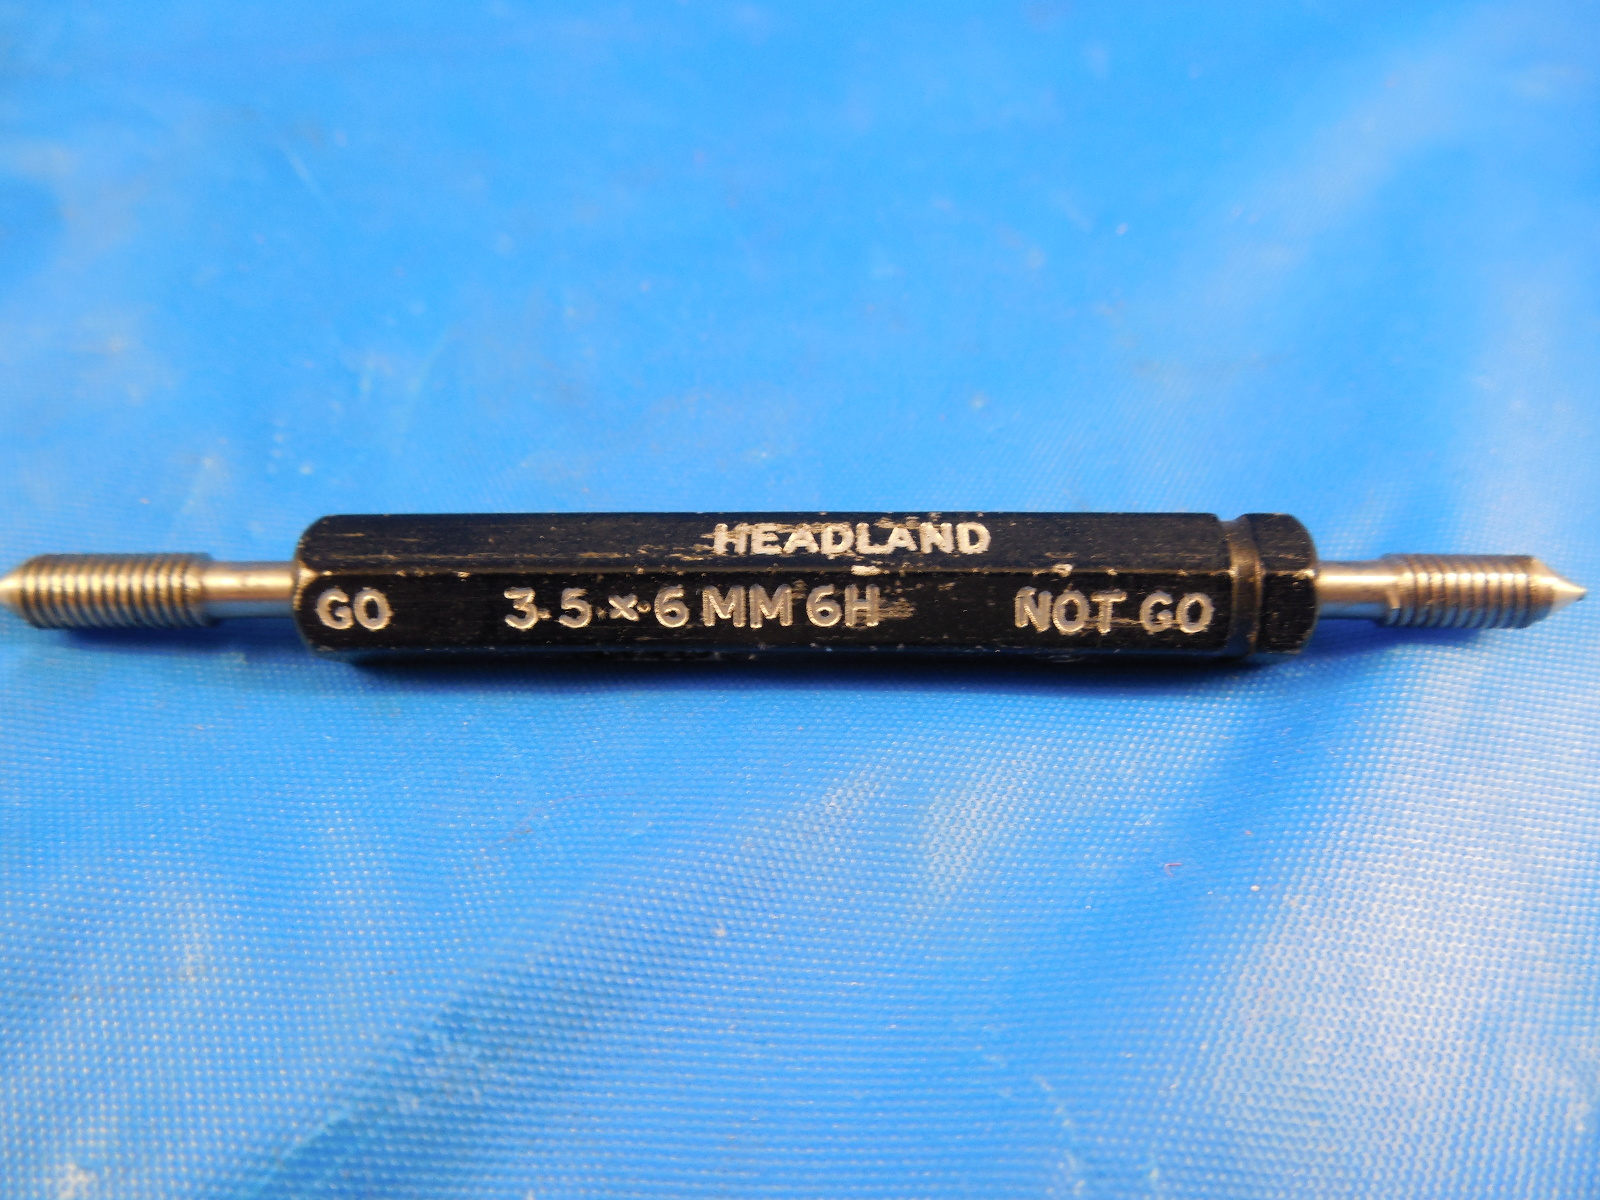 HEADLAND
GO 3.5 x .6 MM 6H NOT GO